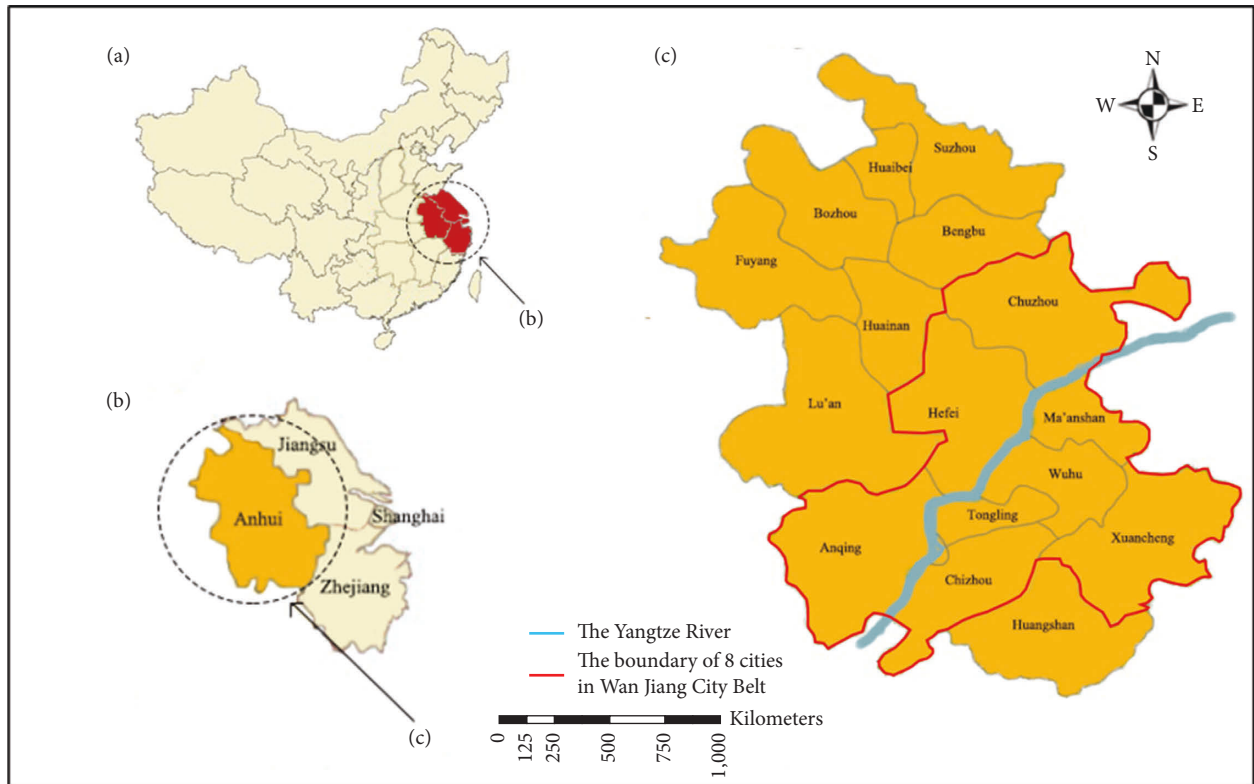 (a)
(b)
(b)
Jiangsu
Anhui
Shanghai
Zhejiang
(c)
(c)
N
W
E
S
Suzhou
Huaibei
Bozhou
Bengbu
Fuyang
Chuzhou
Huainan
Lu'an
Hefei
Ma'anshan
Wuhu
Tongling
Anqing
Xuancheng
Chizhou
Huangshan
The Yangtze River
The boundary of 8 cities
in Wan Jiang City Belt
Kilometers
0
125
250
500
750
1,000